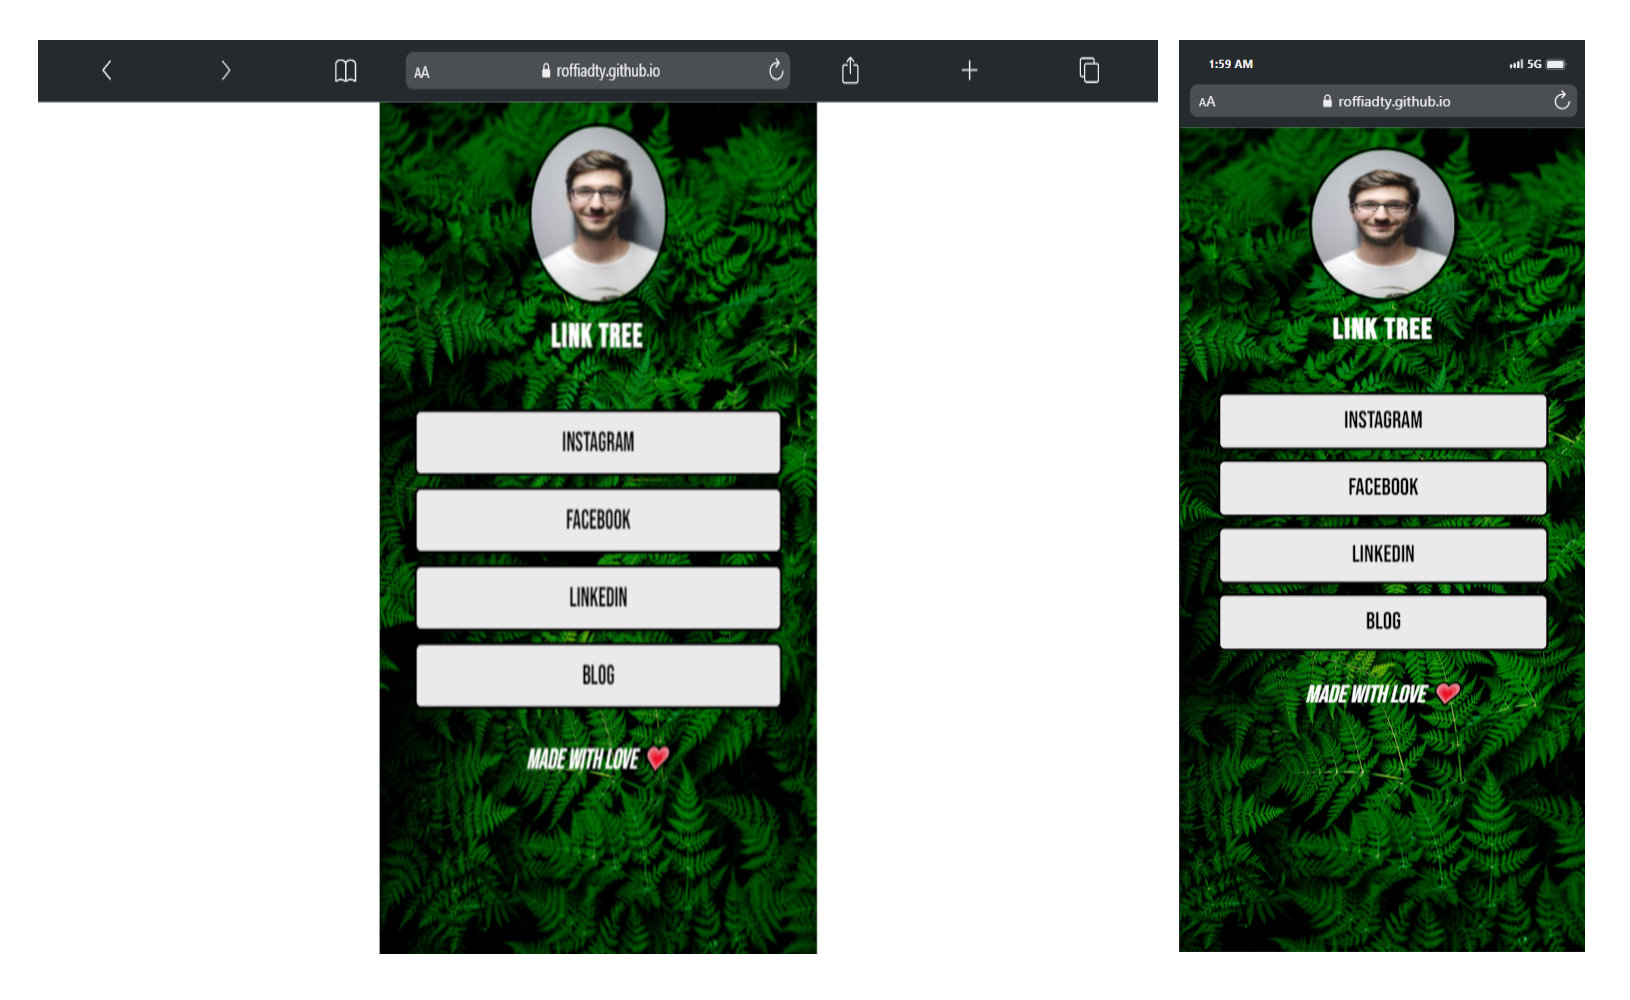 AA roffiadty.github.io
LINK TREE
INSTAGRAM
FACEBOOK
LINKEDIN
BLOG
MADE WITH LOVE ❤
1:59 AM 5G
AA roffiadty.github.io
LINK TREE
INSTAGRAM
FACEBOOK
LINKEDIN
BLOG
MADE WITH LOVE ❤